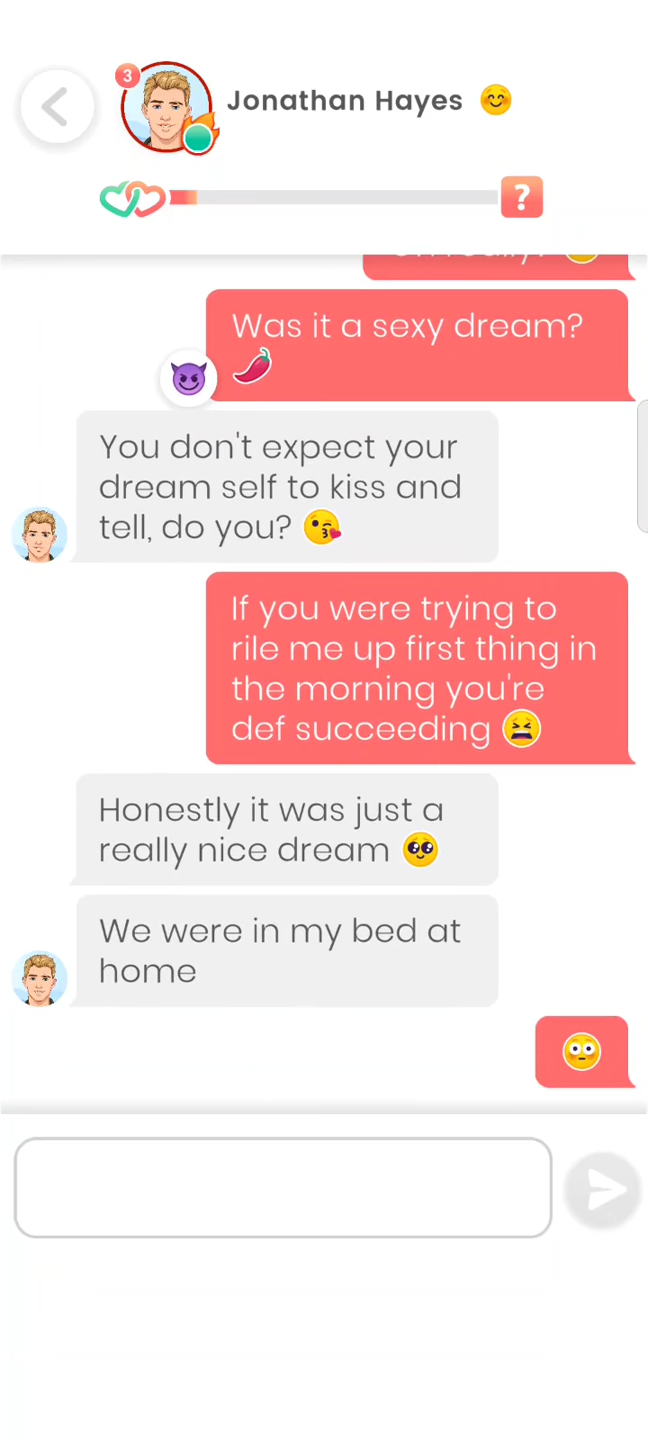 3
Jonathan Hayes 😊
?
Was it a sexy dream?
🌶️
😈
You don't expect your
dream self to kiss and
tell, do you? 😘
If you were trying to
rile me up first thing in
the morning you're
def succeeding 😫
Honestly it was just a
really nice dream 🥺
We were in my bed at
home
😳